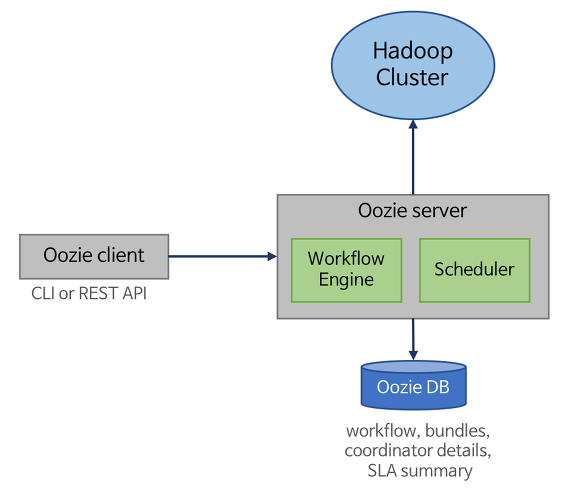 Hadoop
Cluster
Oozie server
Oozie client
Workflow
Engine
Scheduler
CLI or REST API
Oozie DB
workflow, bundles,
coordinator details,
SLA summary